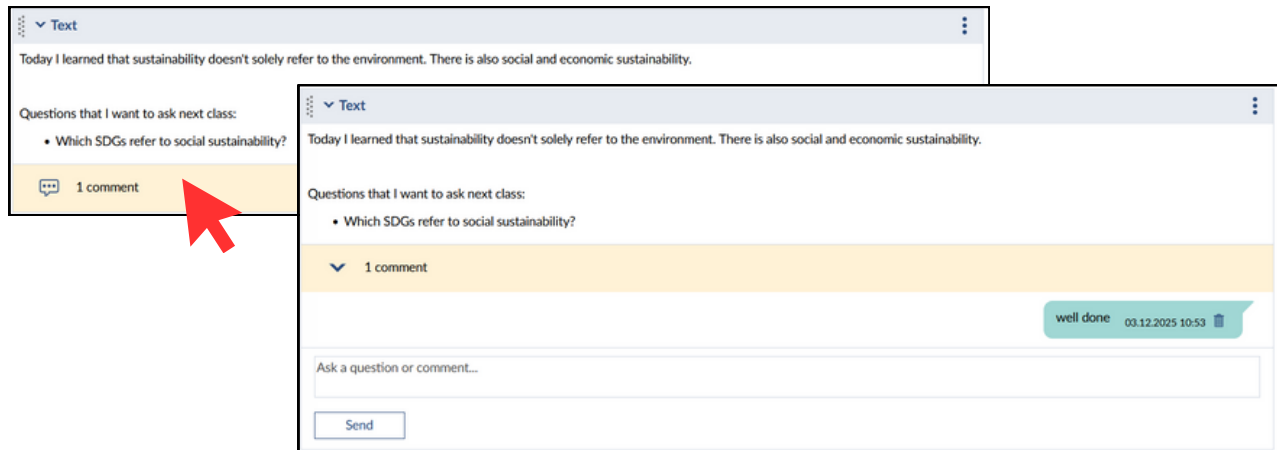 Text
Today I learned that sustainability doesn't solely refer to the environment. There is also social and economic sustainability.
Questions that I want to ask next class:
• Which SDGs refer to social sustainability?
1 comment
Text
Today I learned that sustainability doesn't solely refer to the environment. There is also social and economic sustainability.
Questions that I want to ask next class:
• Which SDGs refer to social sustainability?
1 comment
well done 03.12.2025 10:53
Ask a question or comment...
Send